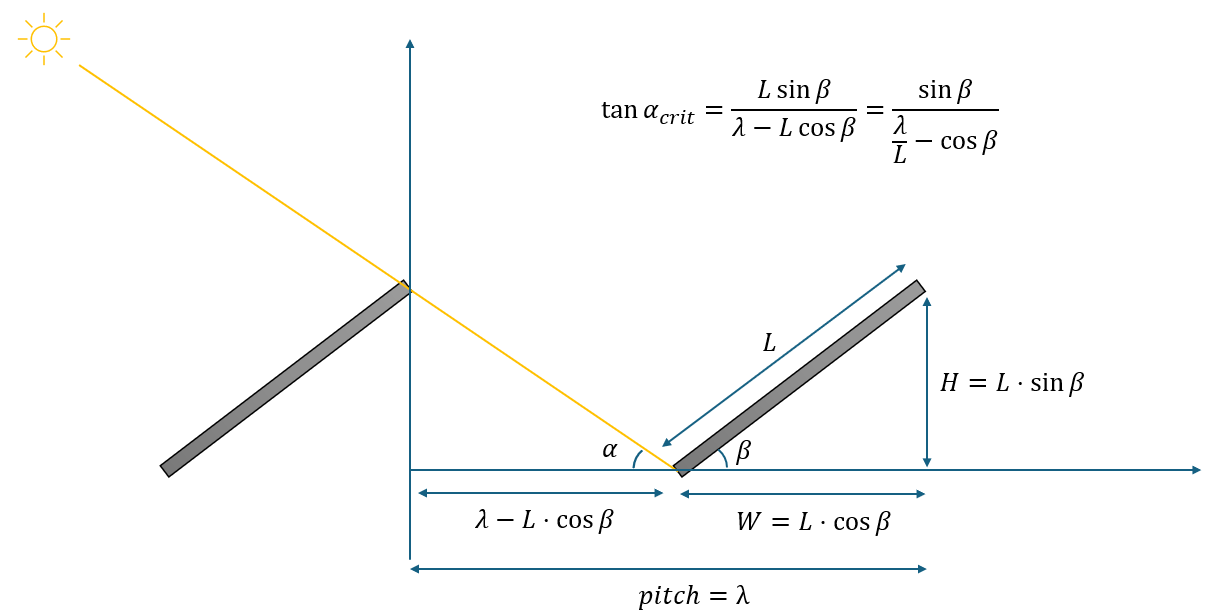 tan α_crit = (L sin β)/(λ − L cos β) = (sin β)/(λ/L − cos β)
L
H = L · sin β
α
β
λ − L · cos β
W = L · cos β
pitch = λ